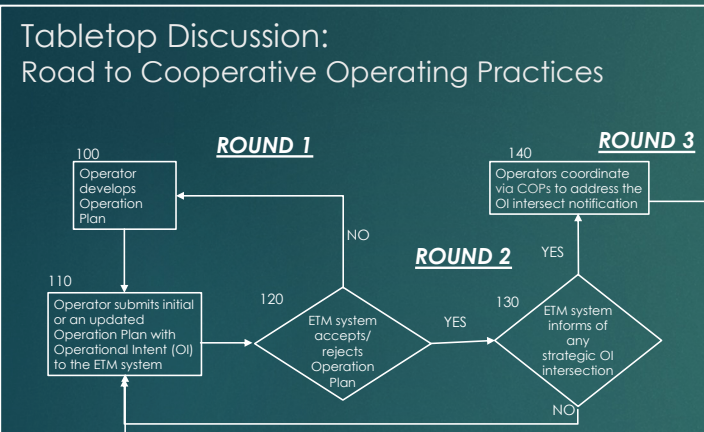 Tabletop Discussion:
Road to Cooperative Operating Practices
ROUND 1
ROUND 3
100
Operator
develops
Operation
Plan
140
Operators coordinate
via COPs to address the
OI intersect notification
NO
ROUND 2
YES
110
Operator submits initial
or an updated
Operation Plan with
Operational Intent (OI)
to the ETM system
120
ETM system
accepts/
rejects
Operation
Plan
YES
130
ETM system
informs of
any
strategic OI
intersection
NO